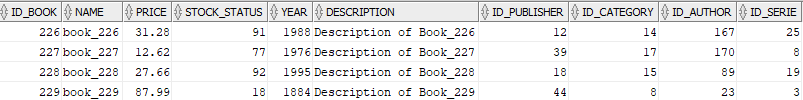 ID_BOOK NAME PRICE STOCK_STATUS YEAR DESCRIPTION ID_PUBLISHER ID_CATEGORY ID_AUTHOR ID_SERIE
226 book_226 31.28 91 1988 Description of Book_226 12 14 167 25
227 book_227 12.62 77 1976 Description of Book_227 39 17 170 8
228 book_228 27.66 92 1995 Description of Book_228 18 15 89 19
229 book_229 87.99 18 1884 Description of Book_229 44 8 23 3